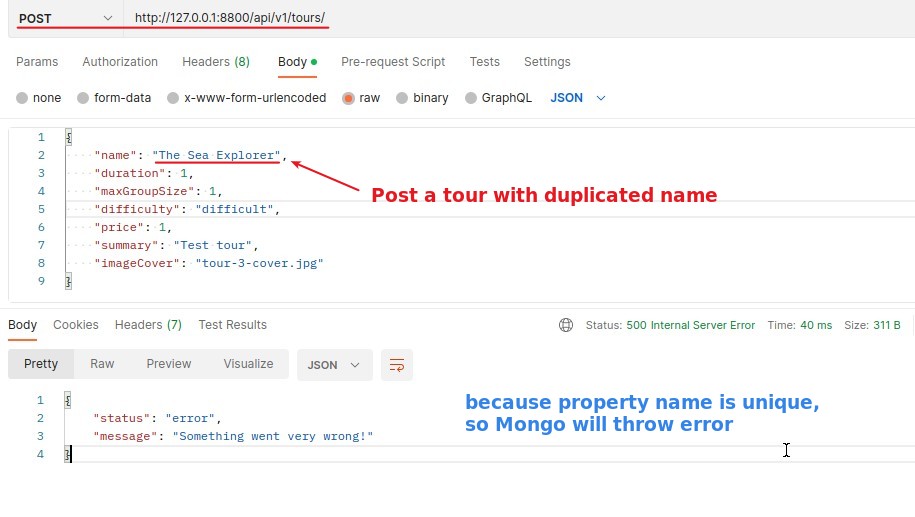 POST http://127.0.0.1:8800/api/v1/tours/
Params Authorization Headers (8) Body Pre-request Script Tests Settings
none form-data x-www-form-urlencoded raw binary GraphQL JSON
1 {
2 "name": "The Sea Explorer",
3 "duration": 1,
4 "maxGroupSize": 1,
Post a tour with duplicated name
5 "difficulty": "difficult",
6 "price": 1,
7 "summary": "Test tour",
8 "imageCover": "tour-3-cover.jpg"
9 }
Body Cookies Headers (7) Test Results Status: 500 Internal Server Error Time: 40 ms Size: 311 B
Pretty Raw Preview Visualize JSON
1 {
2 "status": "error",
3 "message": "Something went very wrong!"
4 }
because property name is unique,
so Mongo will throw error